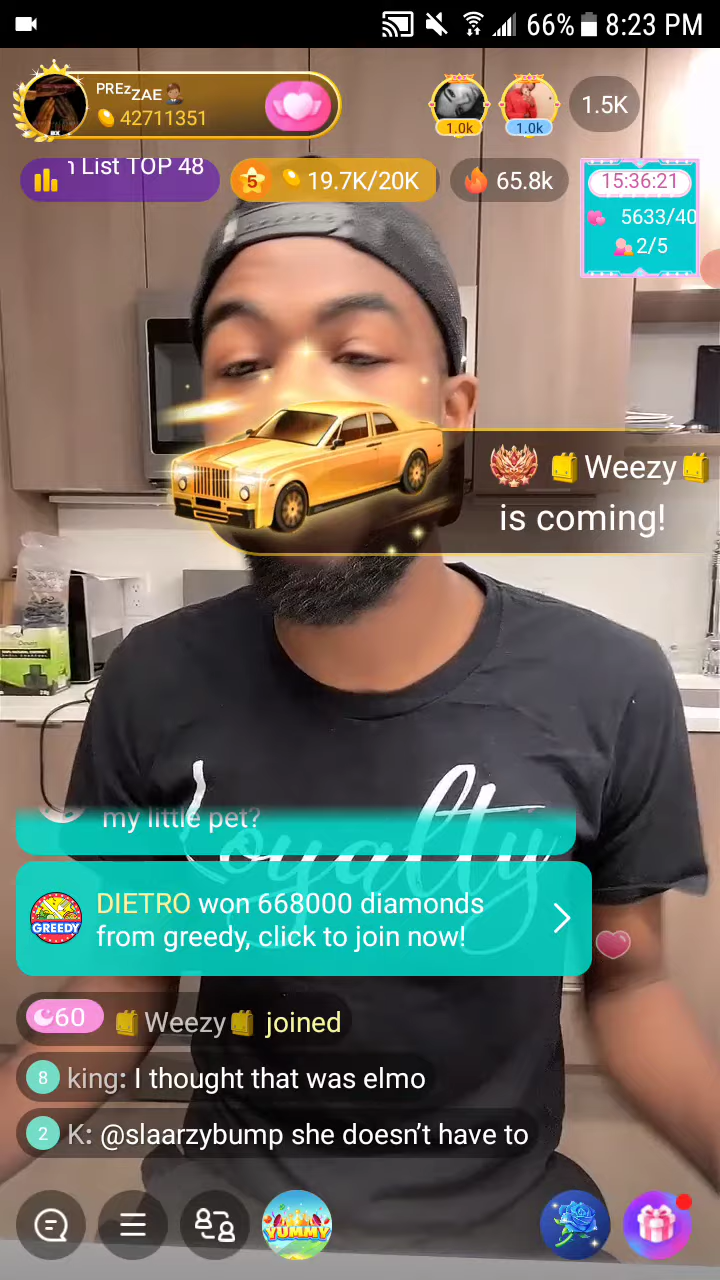 66% 8:23 PM
PREzZAE
42711351
1.0k
1.0k
1.5K
n List TOP 48
5
19.7K/20K
65.8k
15:36:21
5633/40
2/5
Weezy
is coming!
my little pet?
Loyalty
GREEDY
DIETRO won 668000 diamonds
from greedy, click to join now!
60 Weezy joined
8 king: I thought that was elmo
2 K: @slaarzybump she doesn't have to
YUMMY